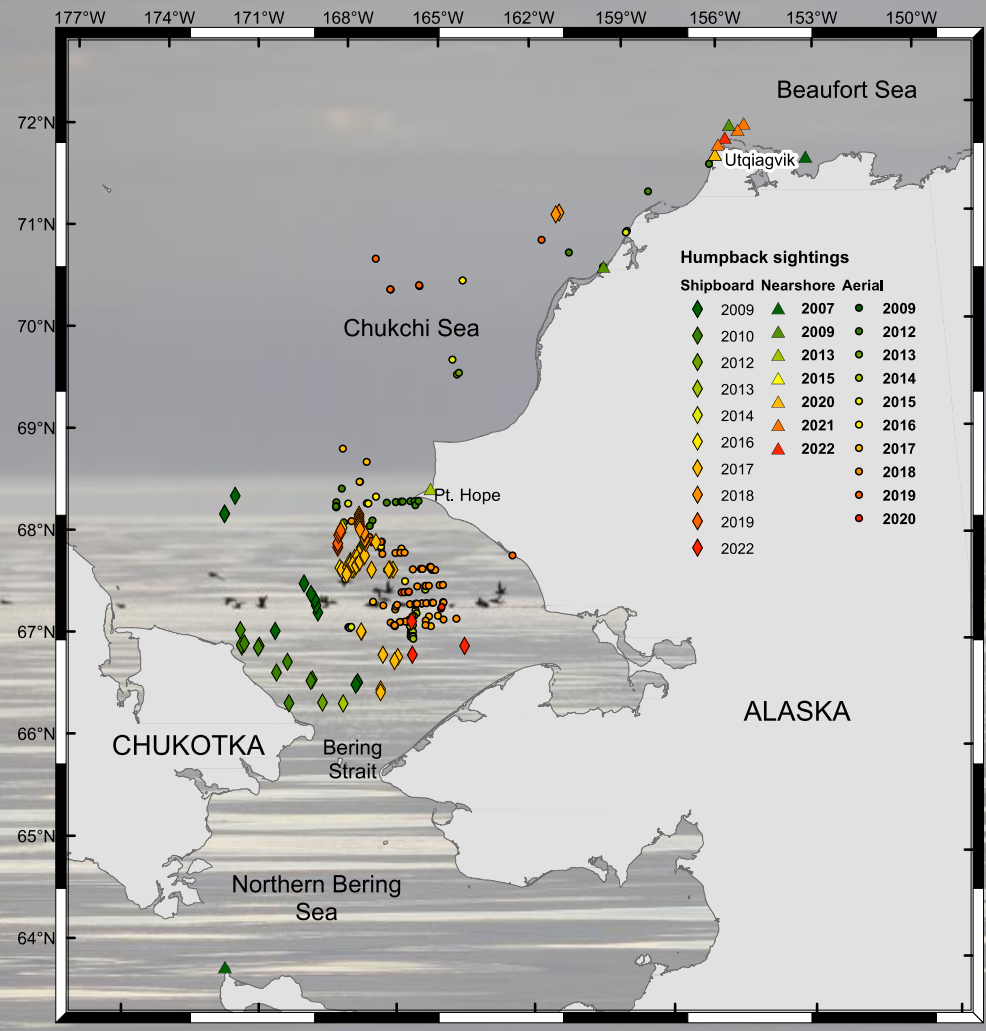 177°W 174°W 171°W 168°W 165°W 162°W 159°W 156°W 153°W 150°W
Beaufort Sea
72°N
Utqiagvik
71°N
Humpback sightings
Shipboard Nearshore Aerial
2009 2007 2009
2010 2009 2012
2012 2013 2013
2013 2015 2014
2014 2020 2015
2016 2021 2016
2017 2022 2017
2018 2018
2019 2019
2022 2020
70°N
Chukchi Sea
69°N
Pt. Hope
68°N
67°N
ALASKA
66°N
CHUKOTKA
Bering
Strait
65°N
Northern Bering
Sea
64°N